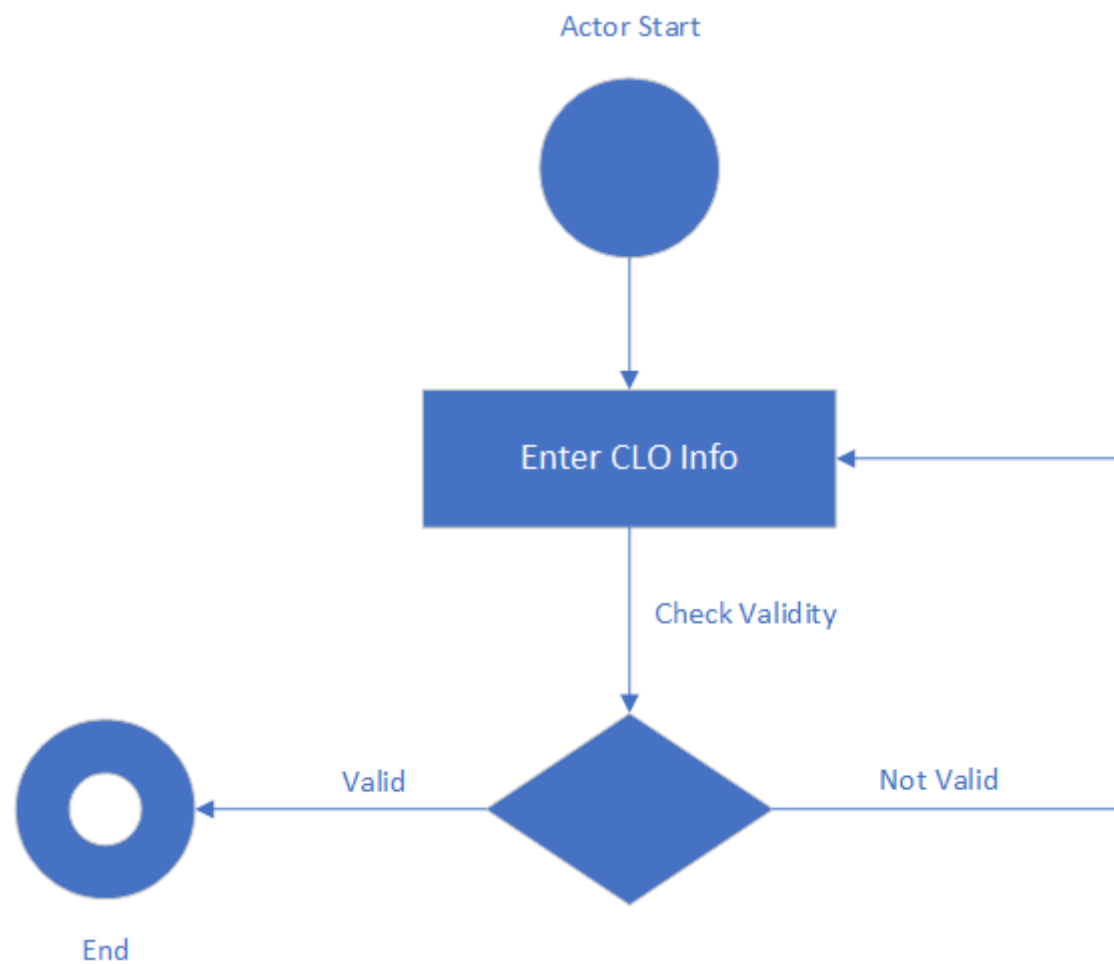 Actor Start
Enter CLO Info
Check Validity
Valid
Not Valid
End